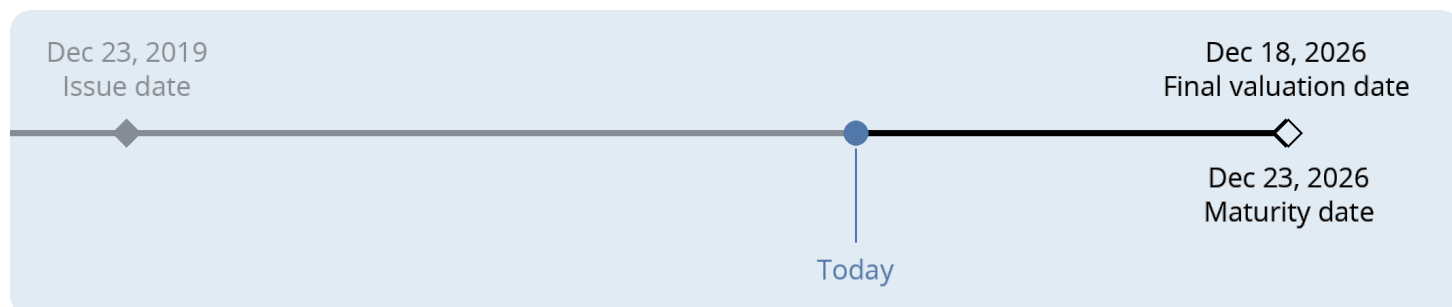 Dec 23, 2019
Issue date
Dec 18, 2026
Final valuation date
Dec 23, 2026
Maturity date
Today